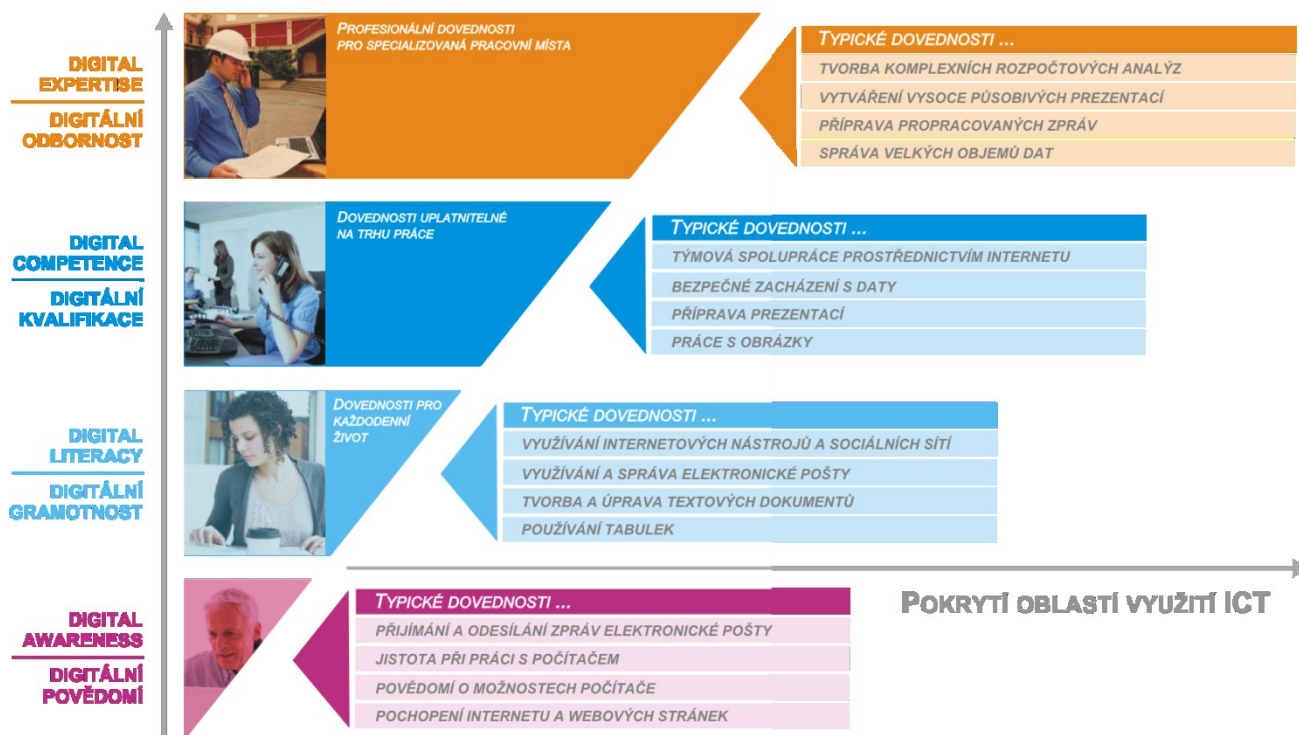 DIGITAL
EXPERTISE
DIGITÁLNÍ
ODBORNOST
PROFESIONÁLNÍ DOVEDNOSTI
PRO SPECIALIZOVANÁ PRACOVNÍ MÍSTA
TYPICKÉ DOVEDNOSTI ...
TVORBA KOMPLEXNÍCH ROZPOČTOVÝCH ANALÝZ
VYTVÁŘENÍ VYSOCE PŮSOBIVÝCH PREZENTACÍ
PŘÍPRAVA PROPRACOVANÝCH ZPRÁV
SPRÁVA VELKÝCH OBJEMŮ DAT
DIGITAL
COMPETENCE
DIGITÁLNÍ
KVALIFIKACE
DOVEDNOSTI UPLATNITELNÉ
NA TRHU PRÁCE
TYPICKÉ DOVEDNOSTI ...
TÝMOVÁ SPOLUPRÁCE PROSTŘEDNICTVÍM INTERNETU
BEZPEČNÉ ZACHÁZENÍ S DATY
PŘÍPRAVA PREZENTACÍ
PRÁCE S OBRÁZKY
DIGITAL
LITERACY
DIGITÁLNÍ
GRAMOTNOST
DOVEDNOSTI PRO
KAŽDODENNÍ
ŽIVOT
TYPICKÉ DOVEDNOSTI ...
VYUŽÍVÁNÍ INTERNETOVÝCH NÁSTROJŮ A SOCIÁLNÍCH SÍTÍ
VYUŽÍVÁNÍ A SPRÁVA ELEKTRONICKÉ POŠTY
TVORBA A ÚPRAVA TEXTOVÝCH DOKUMENTŮ
POUŽÍVÁNÍ TABULEK
DIGITAL
AWARENESS
DIGITÁLNÍ
POVĚDOMÍ
TYPICKÉ DOVEDNOSTI ...
PŘIJÍMÁNÍ A ODESÍLÁNÍ ZPRÁV ELEKTRONICKÉ POŠTY
JISTOTA PŘI PRÁCI S POČÍTAČEM
POVĚDOMÍ O MOŽNOSTECH POČÍTAČE
POCHOPENÍ INTERNETU A WEBOVÝCH STRÁNEK
POKRYTÍ OBLASTÍ VYUŽITÍ ICT